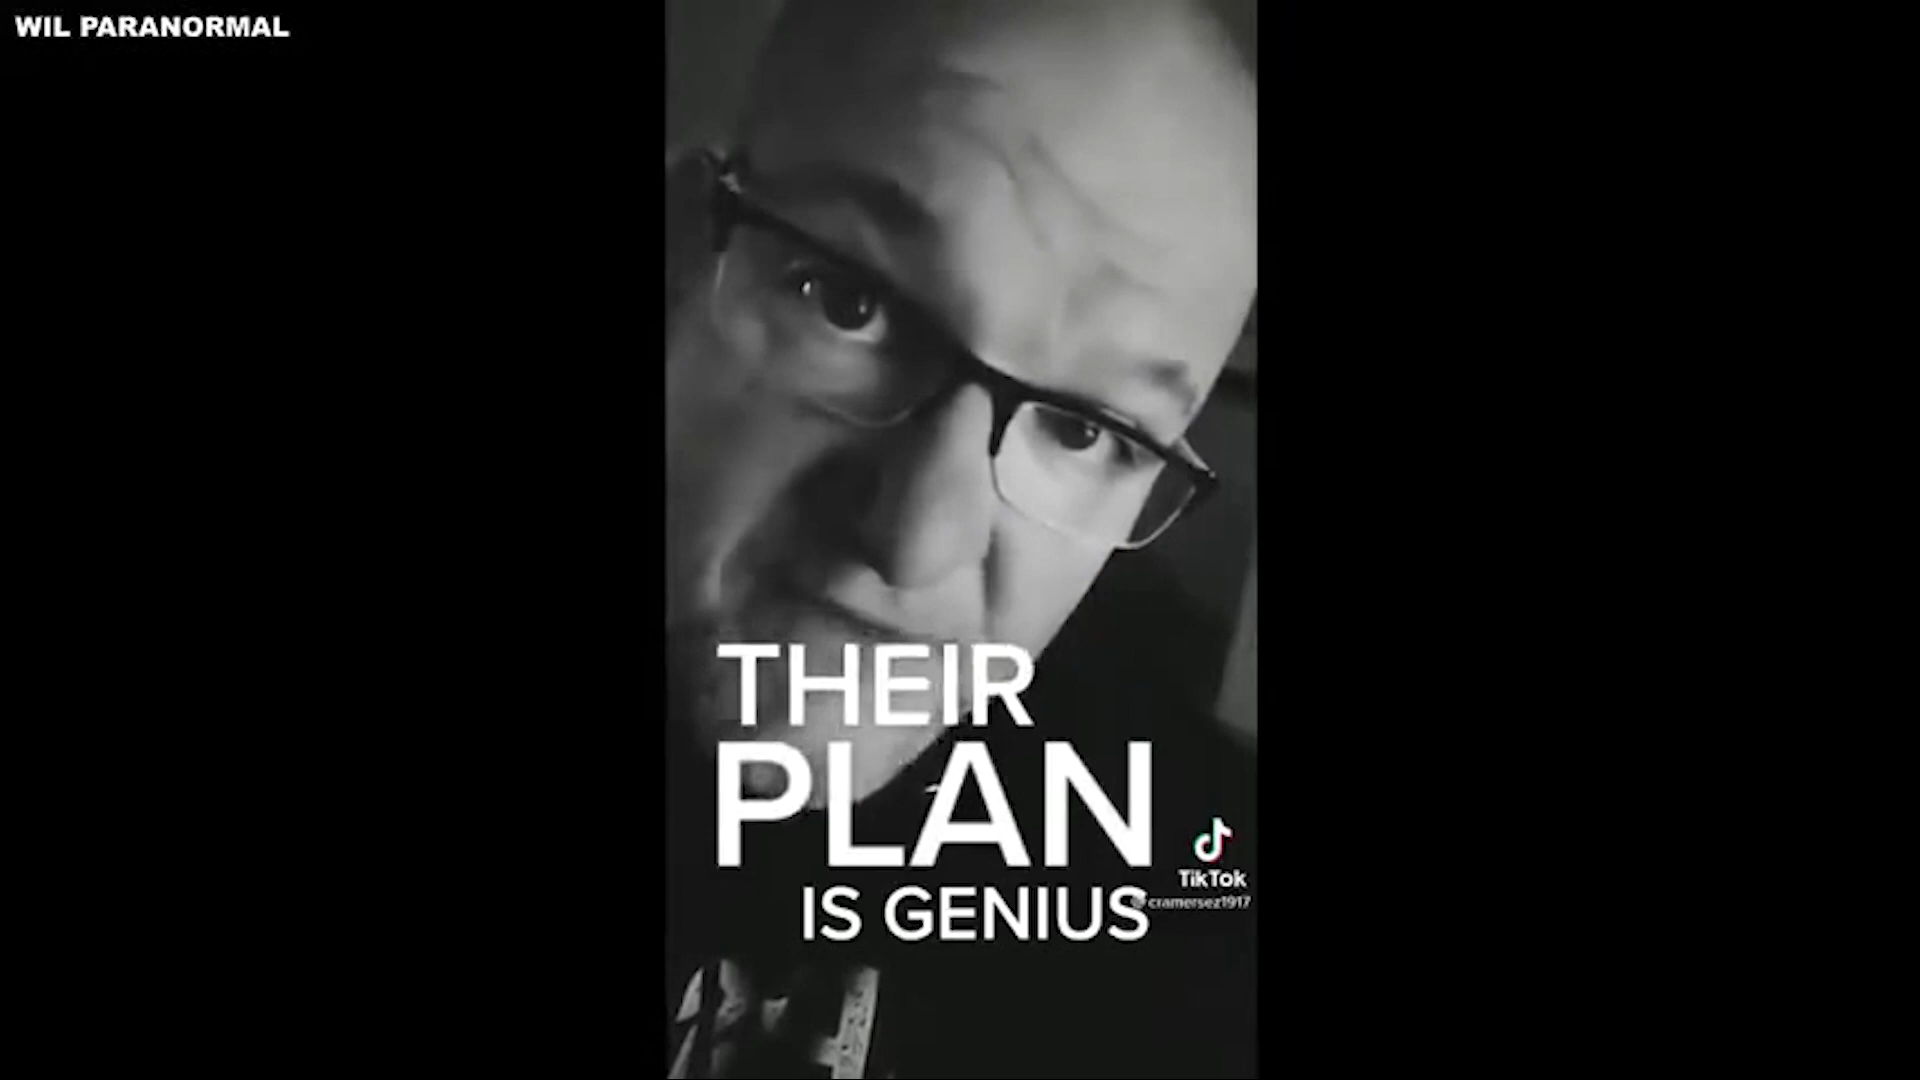 WIL PARANORMAL
THEIR
PLAN
IS GENIUS
TikTok
cramersez1917